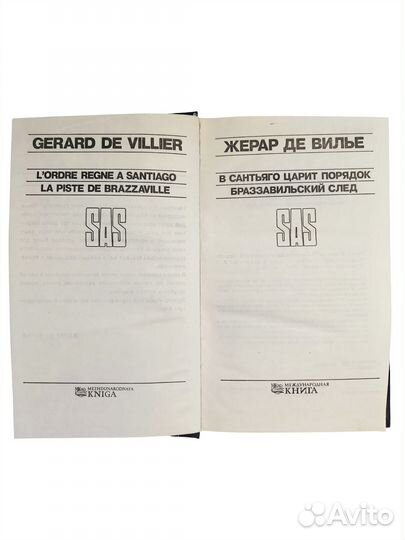 GERARD DE VILLIER
L'ORDRE REGNE A SANTIAGO
LA PISTE DE BRAZZAVILLE
SAS
MEZHDUNARODNAYA
KNIGA
ЖЕРАР ДЕ ВИЛЬЕ
В САНТЬЯГО ЦАРИТ ПОРЯДОК
БРАЗЗАВИЛЬСКИЙ СЛЕД
SAS
МЕЖДУНАРОДНАЯ
КНИГА
Avito